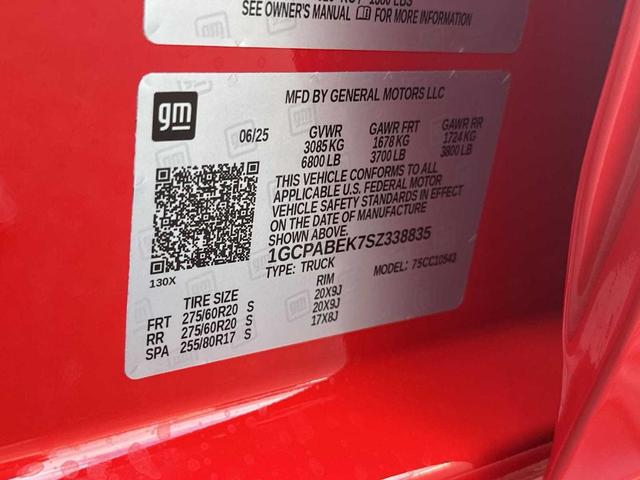 SEE OWNER'S MANUAL FOR MORE INFORMATION
gm
MFD BY GENERAL MOTORS LLC
06/25 GVWR GAWR FRT GAWR RR
3085 KG 1678 KG 1724 KG
6800 LB 3700 LB 3800 LB
THIS VEHICLE CONFORMS TO ALL
APPLICABLE U.S. FEDERAL MOTOR
VEHICLE SAFETY STANDARDS IN EFFECT
ON THE DATE OF MANUFACTURE
SHOWN ABOVE.
1GCPABEK7SZ338835
TYPE: TRUCK MODEL: 7SCC10543
130X
TIRE SIZE RIM
FRT 275/60R20 S 20X9J
RR 275/60R20 S 20X9J
SPA 255/80R17 S 17X8J